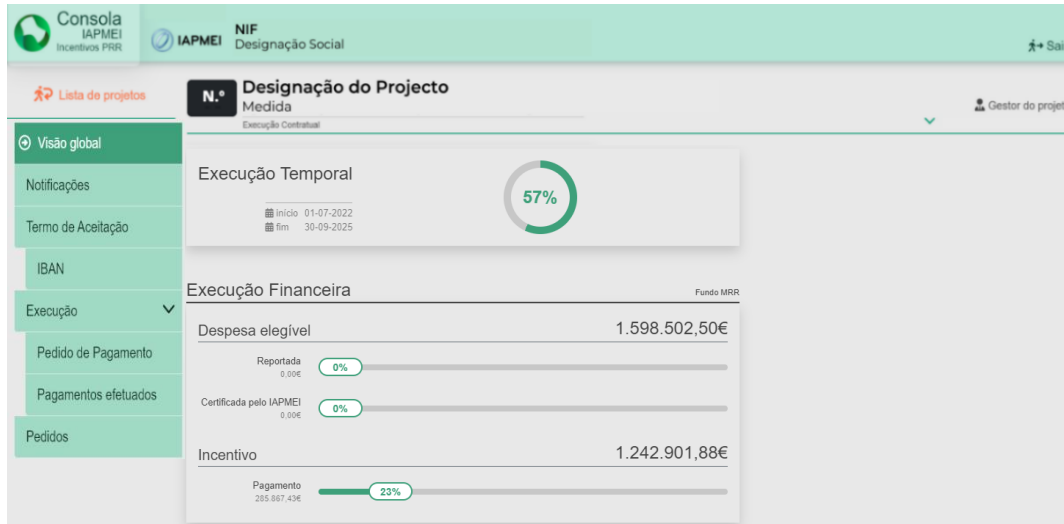 Consola
IAPMEI
Incentivos PRR
IAPMEI
NIF
Designação Social
Sai
Lista de projetos
N.º
Designação do Projecto
Medida
Execução Contratual
Gestor do projet
Visão global
Notificações
Termo de Aceitação
IBAN
Execução
Pedido de Pagamento
Pagamentos efetuados
Pedidos
Execução Temporal
início 01-07-2022
fim 30-09-2025
57%
Execução Financeira
Fundo MRR
Despesa elegível
1.598.502,50€
Reportada
0,00€
0%
Certificada pelo IAPMEI
0,00€
0%
Incentivo
1.242.901,88€
Pagamento
285.867,43€
23%